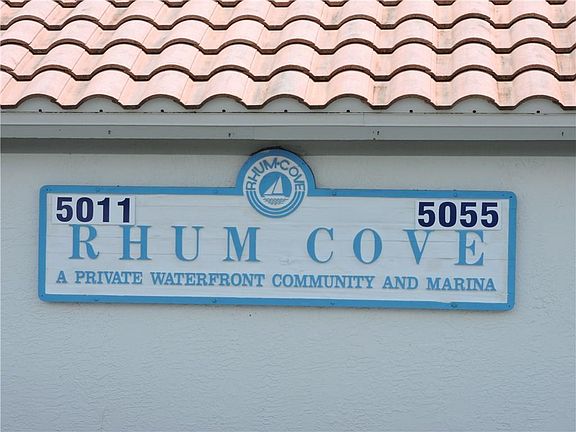 RHUM·COVE
5011 5055
RHUM COVE
A PRIVATE WATERFRONT COMMUNITY AND MARINA